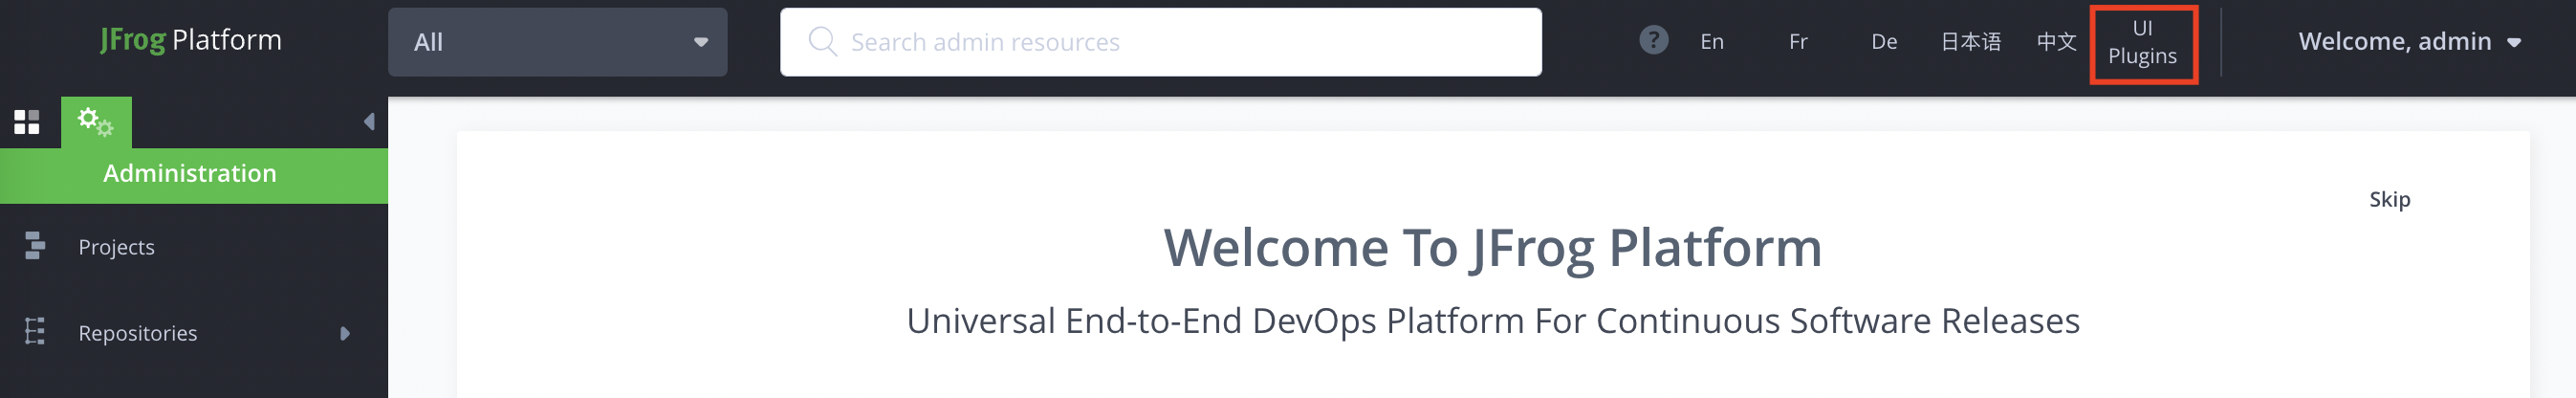 JFrog Platform
All
Search admin resources
?
En
Fr
De
日本语
中文
UI
Plugins
Welcome, admin
Administration
Projects
Repositories
Skip
Welcome To JFrog Platform
Universal End-to-End DevOps Platform For Continuous Software Releases